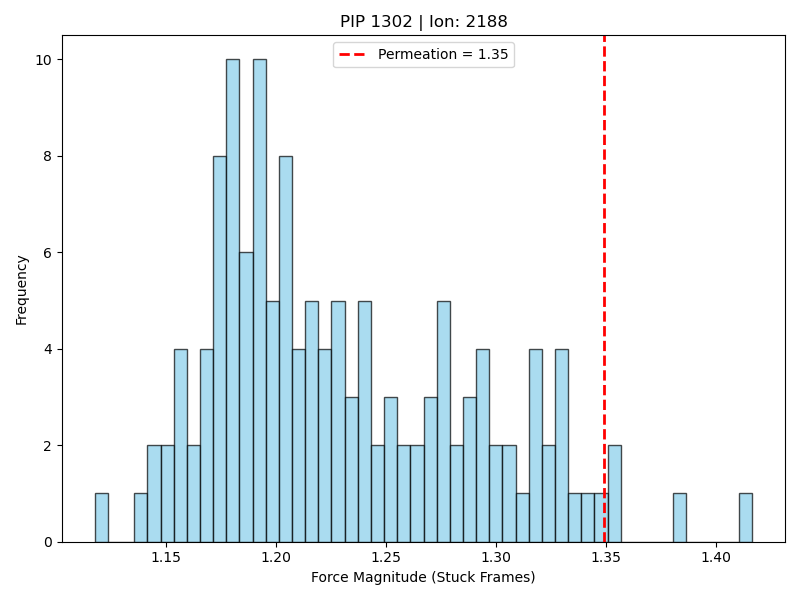 PIP 1302 | Ion: 2188
Permeation = 1.35
Frequency
10
8
6
4
2
0
1.15 1.20 1.25 1.30 1.35 1.40
Force Magnitude (Stuck Frames)